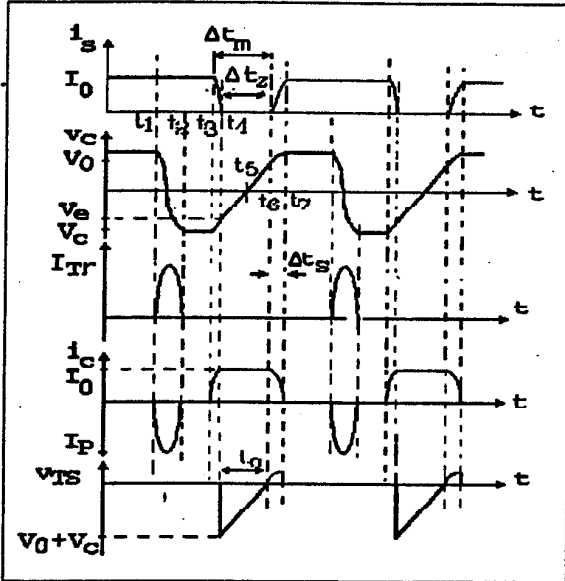 i_s Δt_m
I_0 Δt_z
t_1 t_2 t_3 t_4 t
v_c
V_0 t_5
v_e t_6 t_7 t
V_c
I_Tr Δt_s
t
i_c
I_0
t
I_P
v_TS t_q t
V_0+V_c